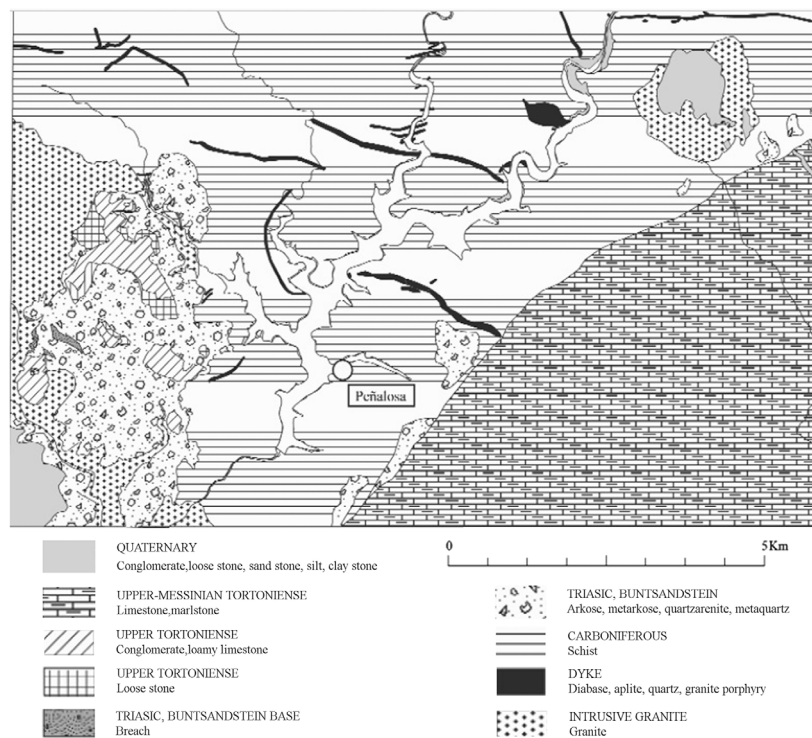 Peñalosa
0
5Km
QUATERNARY
Conglomerate,loose stone, sand stone, silt, clay stone
UPPER-MESSINIAN TORTONIENSE
Limestone,marlstone
UPPER TORTONIENSE
Conglomerate,loamy limestone
UPPER TORTONIENSE
Loose stone
TRIASIC, BUNTSANDSTEIN BASE
Breach
TRIASIC, BUNTSANDSTEIN
Arkose, metarkose, quartzarenite, metaquartz
CARBONIFEROUS
Schist
DYKE
Diabase, aplite, quartz, granite porphyry
INTRUSIVE GRANITE
Granite